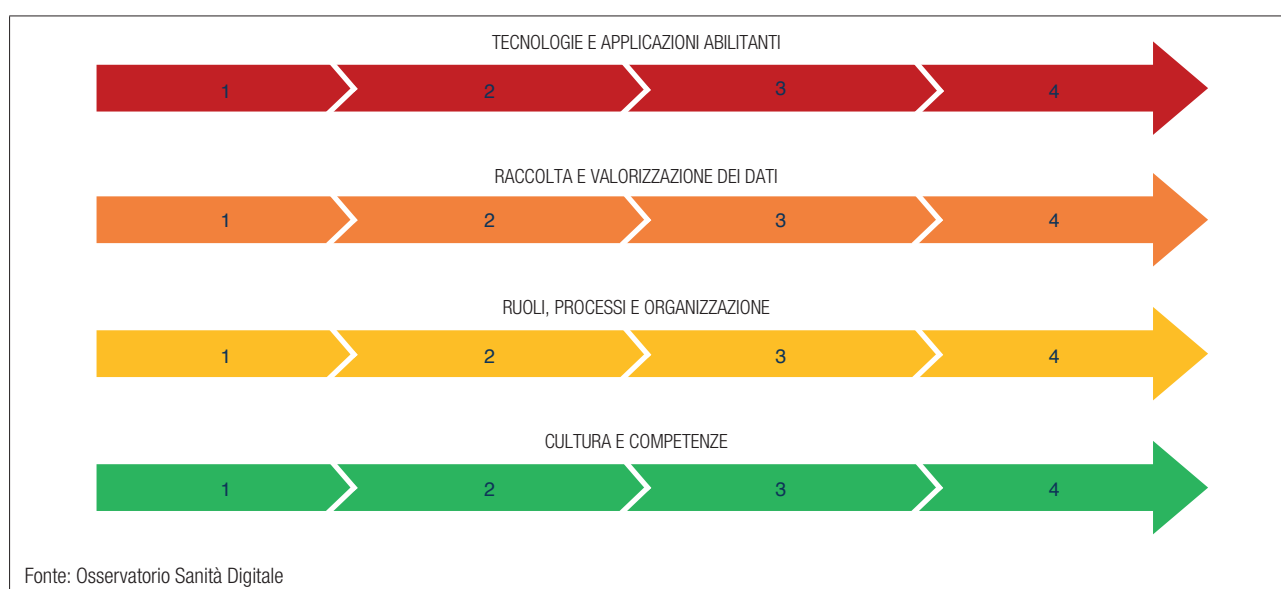 TECNOLOGIE E APPLICAZIONI ABILITANTI
1 2 3 4
RACCOLTA E VALORIZZAZIONE DEI DATI
1 2 3 4
RUOLI, PROCESSI E ORGANIZZAZIONE
1 2 3 4
CULTURA E COMPETENZE
1 2 3 4
Fonte: Osservatorio Sanità Digitale